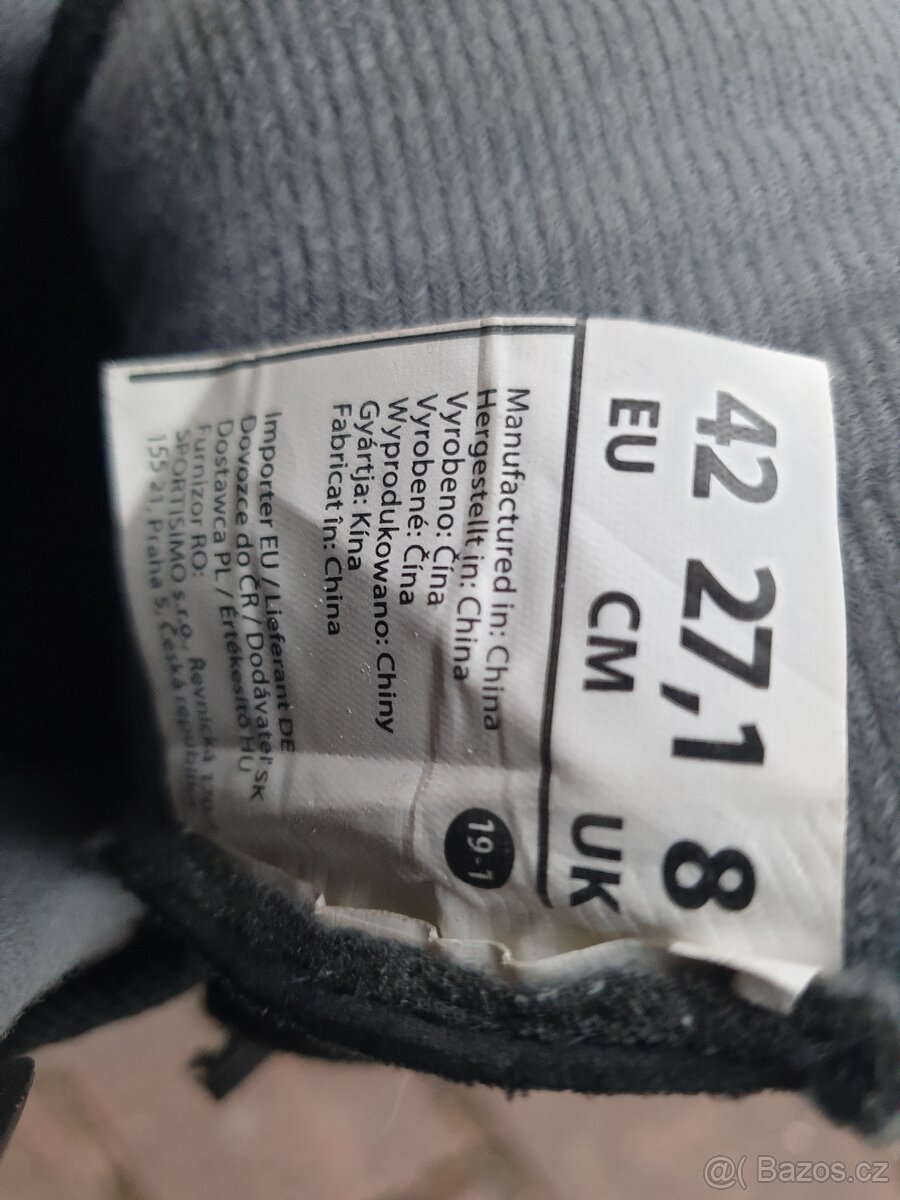 42 27,1 8
EU CM UK
Manufactured in: China
Hergestellt in: China
Vyrobeno: Čína
Vyrobené: Čína
Wyprodukowano: Chiny
Gyártja: Kína
Fabricat în: China
19-1
Importer EU / Lieferant DE
Dovozce do ČR / Dodávateľ SK
Dostawca PL / Értékesítő HU
Furnizor RO:
SPORTISIMO s.r.o., Řevnická
155 21, Praha 5, Česká republika
@( Bazos.cz